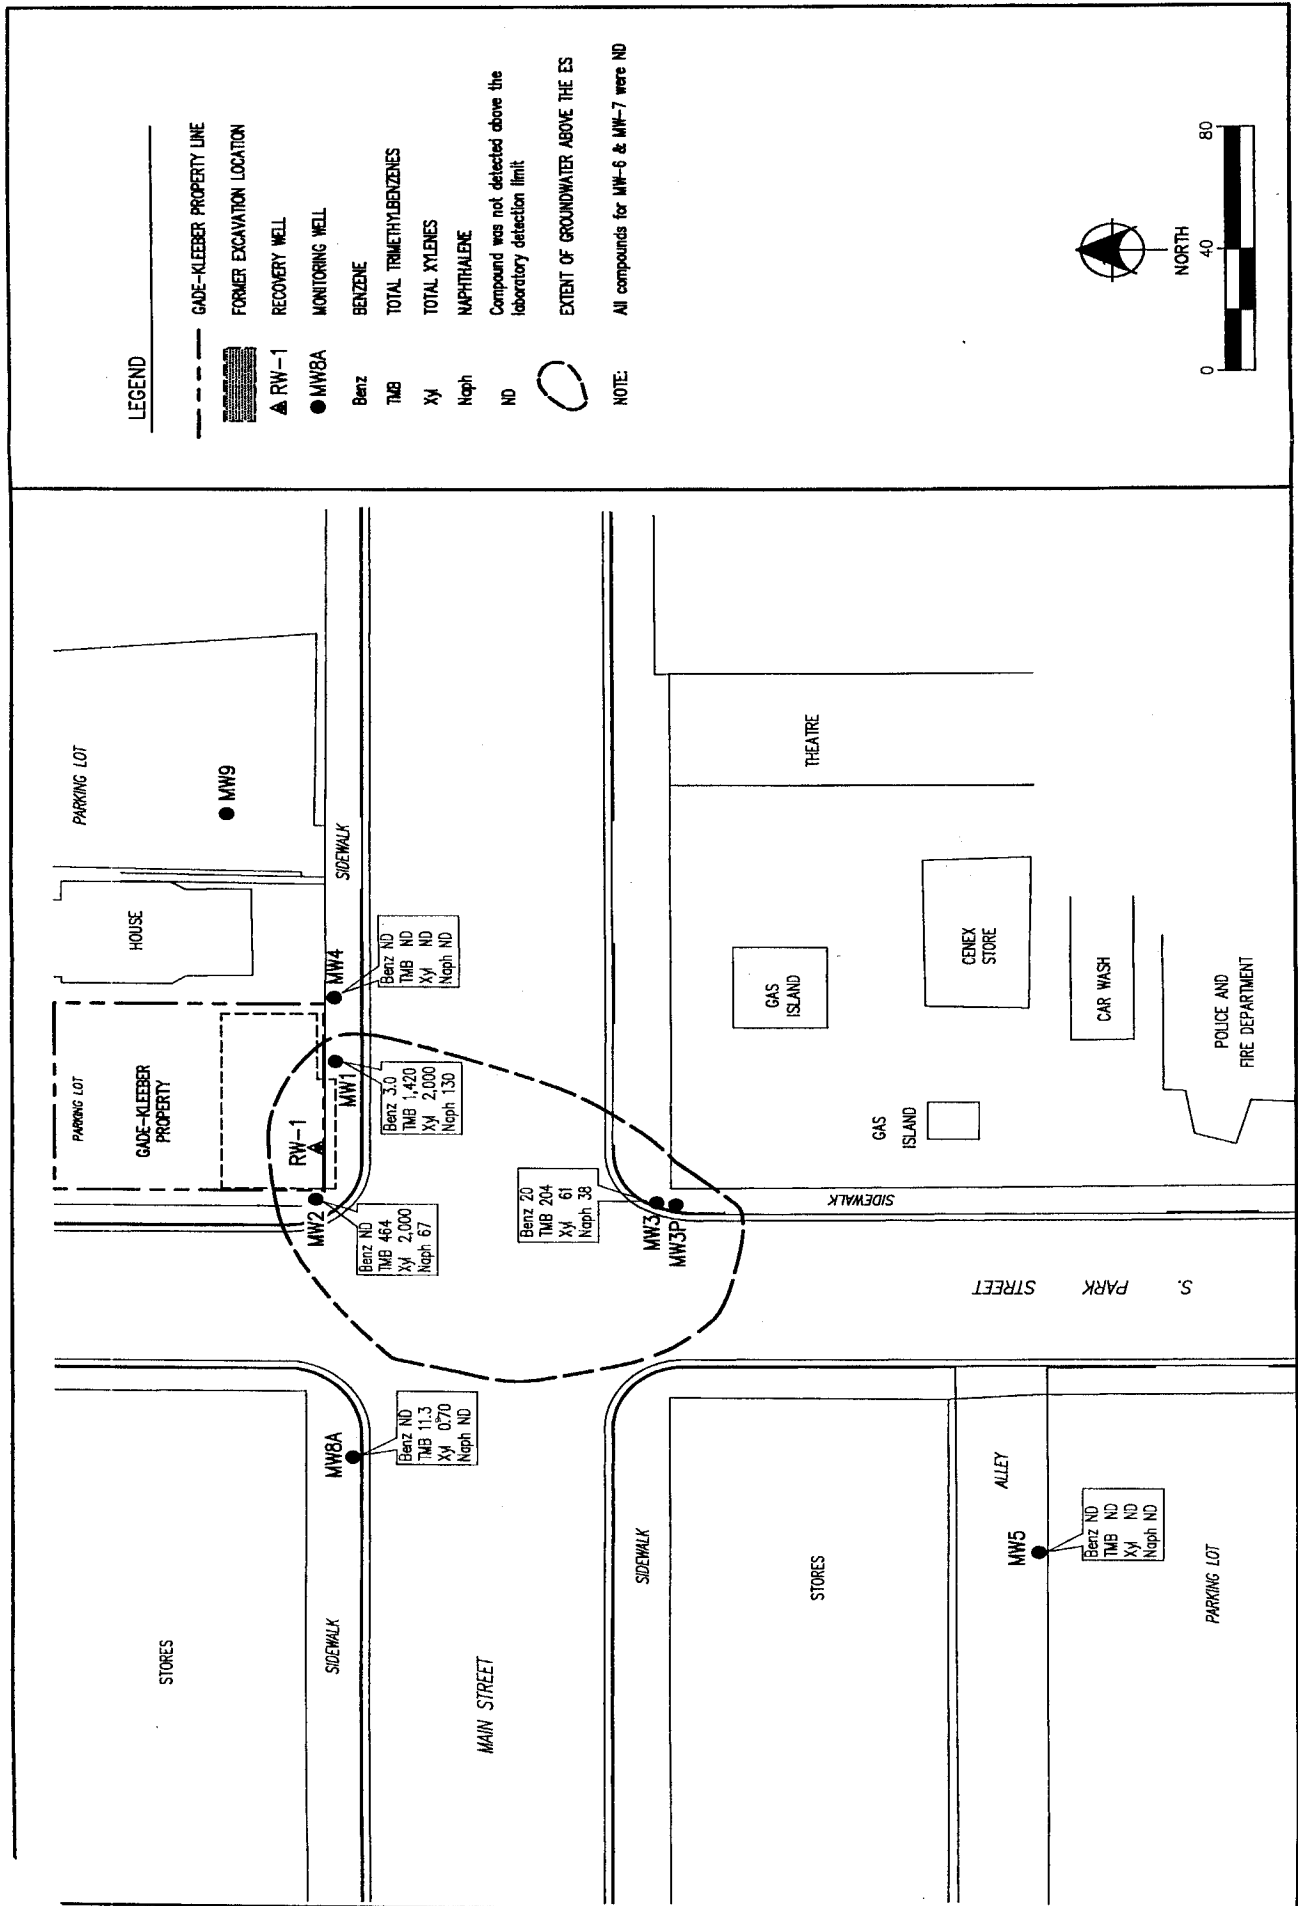 LEGEND
GADE-KLEEBER PROPERTY LINE
FORMER EXCAVATION LOCATION
RW-1 RECOVERY WELL
MW8A MONITORING WELL
Benz BENZENE
TMB TOTAL TRIMETHYLBENZENES
Xyl TOTAL XYLENES
Naph NAPHTHALENE
ND Compound was not detected above the
laboratory detection limit
EXTENT OF GROUNDWATER ABOVE THE ES
NOTE: All compounds for MW-6 & MW-7 were ND
NORTH
0 40 80
PARKING LOT
MW9
HOUSE
SIDEWALK
PARKING LOT
GADE-KLEEBER
PROPERTY
MW4
Benz ND
TMB ND
Xyl ND
Naph ND
RW-1
MW1
Benz 3.0
TMB 1,420
Xyl 2,000
Naph 130
MW2
Benz ND
TMB 464
Xyl 2,000
Naph 67
MW3
MW3P
Benz 20
TMB 204
Xyl 61
Naph 38
MW8A
Benz ND
TMB 11.3
Xyl 0.70
Naph ND
THEATRE
GAS
ISLAND
CENEX
STORE
CAR WASH
GAS
ISLAND
POLICE AND
FIRE DEPARTMENT
SIDEWALK
S. PARK STREET
STORES
SIDEWALK
MAIN STREET
SIDEWALK
STORES
ALLEY
MW5
Benz ND
TMB ND
Xyl ND
Naph ND
PARKING LOT